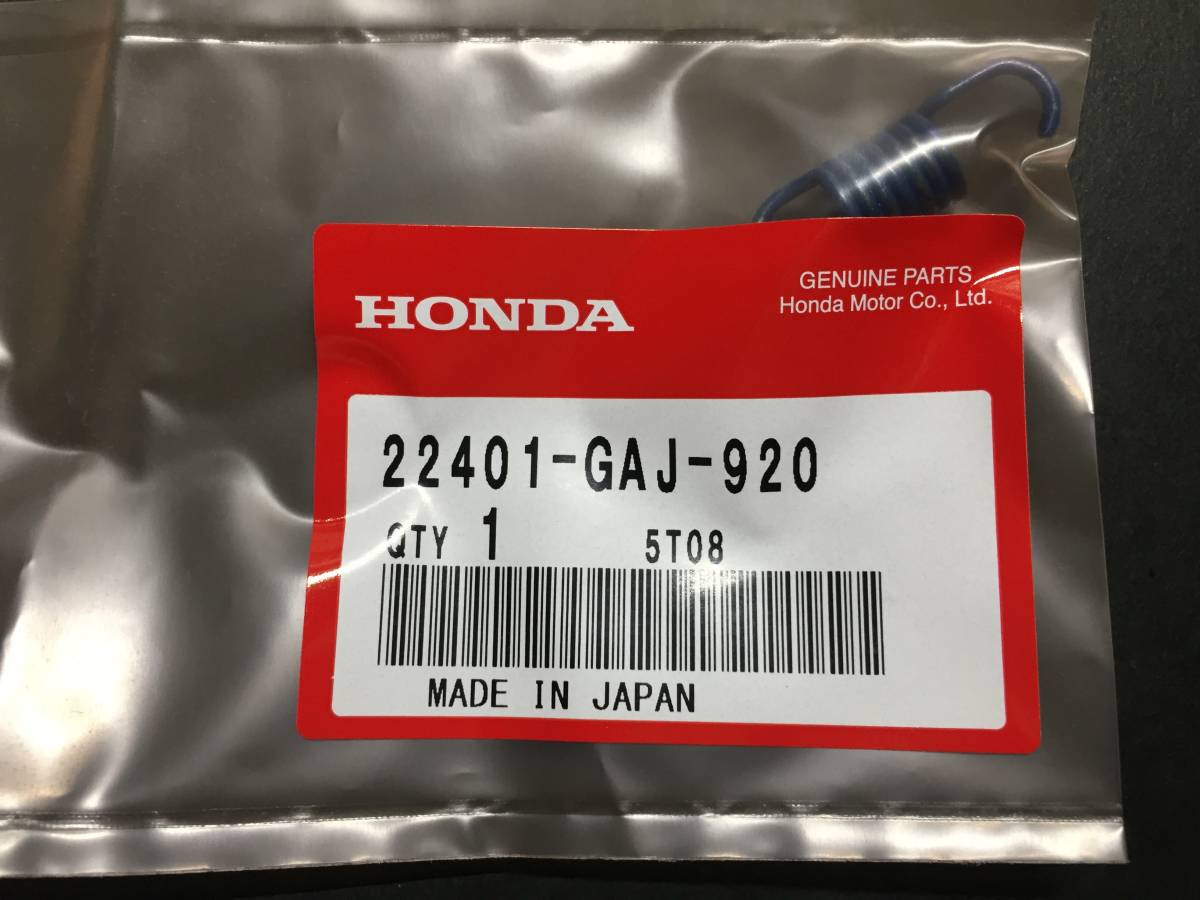 HONDA
GENUINE PARTS
Honda Motor Co., Ltd.
22401-GAJ-920
QTY 1 5T08
MADE IN JAPAN